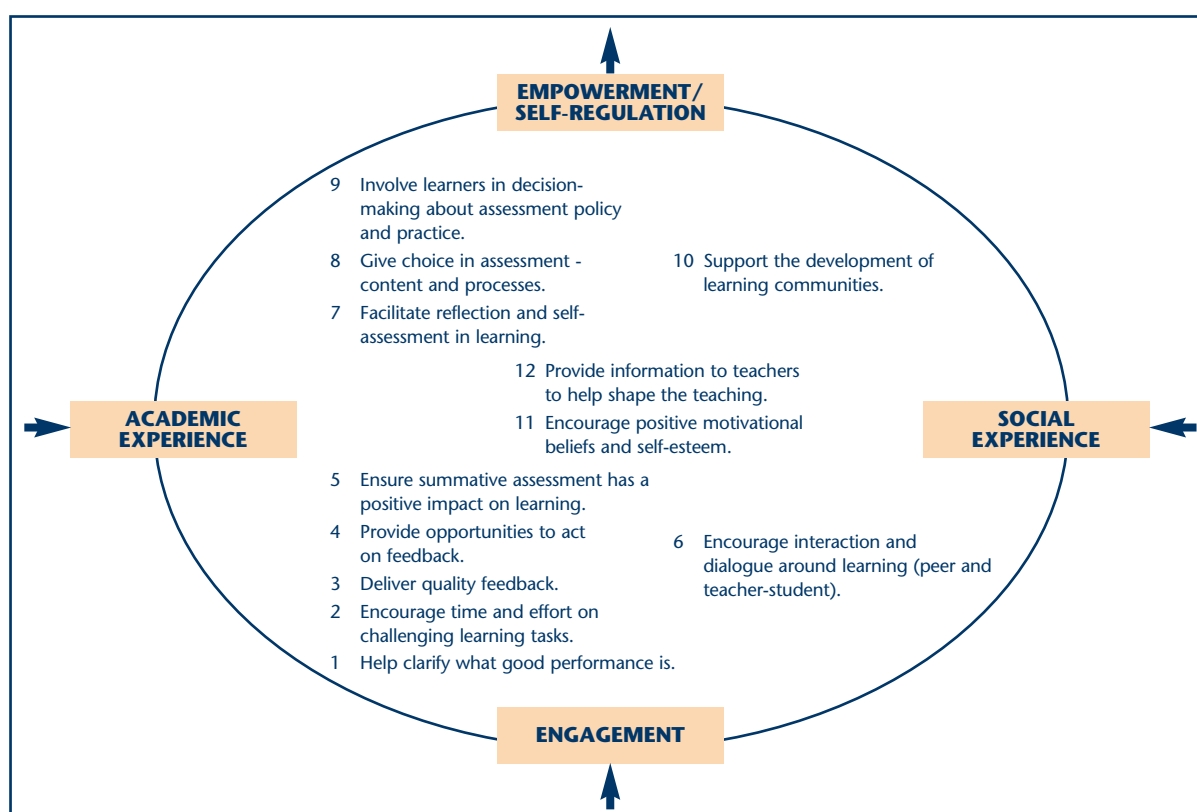 EMPOWERMENT/
SELF-REGULATION
9 Involve learners in decision-
making about assessment policy
and practice.
8 Give choice in assessment -
content and processes.
7 Facilitate reflection and self-
assessment in learning.
10 Support the development of
learning communities.
12 Provide information to teachers
to help shape the teaching.
11 Encourage positive motivational
beliefs and self-esteem.
ACADEMIC
EXPERIENCE
SOCIAL
EXPERIENCE
5 Ensure summative assessment has a
positive impact on learning.
4 Provide opportunities to act
on feedback.
3 Deliver quality feedback.
2 Encourage time and effort on
challenging learning tasks.
1 Help clarify what good performance is.
6 Encourage interaction and
dialogue around learning (peer and
teacher-student).
ENGAGEMENT